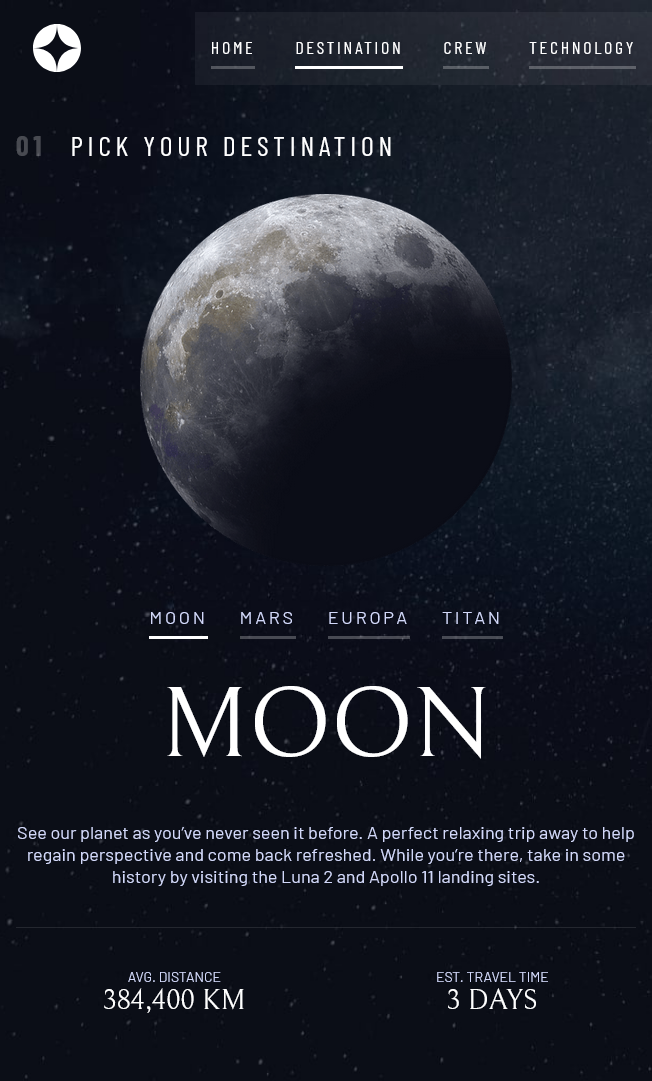 HOME DESTINATION CREW TECHNOLOGY
01 PICK YOUR DESTINATION
MOON MARS EUROPA TITAN
MOON
See our planet as you’ve never seen it before. A perfect relaxing trip away to help
regain perspective and come back refreshed. While you’re there, take in some
history by visiting the Luna 2 and Apollo 11 landing sites.
AVG. DISTANCE
384,400 KM
EST. TRAVEL TIME
3 DAYS